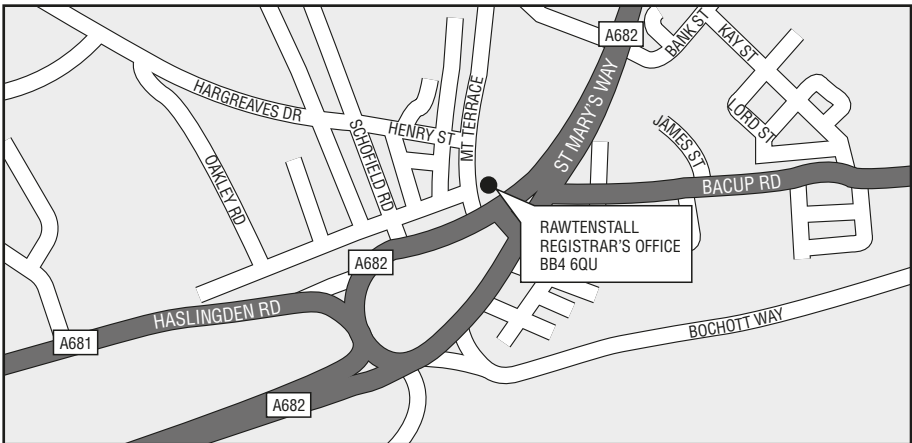 A682
BANK ST
KAY ST
HARGREAVES DR
SCHOFIELD RD
HENRY ST
MT TERRACE
ST MARY'S WAY
JAMES ST
LORD ST
OAKLEY RD
BACUP RD
RAWTENSTALL
REGISTRAR'S OFFICE
BB4 6QU
A682
HASLINGDEN RD
A681
BOCHOTT WAY
A682